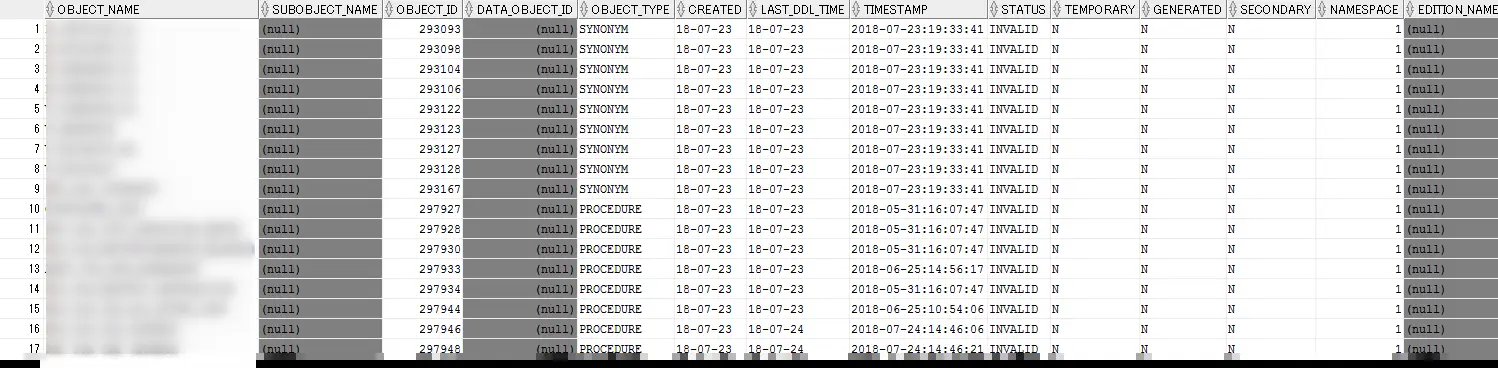 OBJECT_NAME SUBOBJECT_NAME OBJECT_ID DATA_OBJECT_ID OBJECT_TYPE CREATED LAST_DDL_TIME TIMESTAMP STATUS TEMPORARY GENERATED SECONDARY NAMESPACE EDITION_NAME
1 (null) 293093 (null) SYNONYM 18-07-23 18-07-23 2018-07-23:19:33:41 INVALID N N N 1 (null)
2 (null) 293098 (null) SYNONYM 18-07-23 18-07-23 2018-07-23:19:33:41 INVALID N N N 1 (null)
3 (null) 293104 (null) SYNONYM 18-07-23 18-07-23 2018-07-23:19:33:41 INVALID N N N 1 (null)
4 (null) 293106 (null) SYNONYM 18-07-23 18-07-23 2018-07-23:19:33:41 INVALID N N N 1 (null)
5 (null) 293122 (null) SYNONYM 18-07-23 18-07-23 2018-07-23:19:33:41 INVALID N N N 1 (null)
6 (null) 293123 (null) SYNONYM 18-07-23 18-07-23 2018-07-23:19:33:41 INVALID N N N 1 (null)
7 (null) 293127 (null) SYNONYM 18-07-23 18-07-23 2018-07-23:19:33:41 INVALID N N N 1 (null)
8 (null) 293128 (null) SYNONYM 18-07-23 18-07-23 2018-07-23:19:33:41 INVALID N N N 1 (null)
9 (null) 293167 (null) SYNONYM 18-07-23 18-07-23 2018-07-23:19:33:41 INVALID N N N 1 (null)
10 (null) 297927 (null) PROCEDURE 18-07-23 18-07-23 2018-05-31:16:07:47 INVALID N N N 1 (null)
11 (null) 297928 (null) PROCEDURE 18-07-23 18-07-23 2018-05-31:16:07:47 INVALID N N N 1 (null)
12 (null) 297930 (null) PROCEDURE 18-07-23 18-07-23 2018-05-31:16:07:47 INVALID N N N 1 (null)
13 (null) 297933 (null) PROCEDURE 18-07-23 18-07-23 2018-06-25:14:56:17 INVALID N N N 1 (null)
14 (null) 297934 (null) PROCEDURE 18-07-23 18-07-23 2018-05-31:16:07:47 INVALID N N N 1 (null)
15 (null) 297944 (null) PROCEDURE 18-07-23 18-07-23 2018-06-25:10:54:06 INVALID N N N 1 (null)
16 (null) 297946 (null) PROCEDURE 18-07-23 18-07-24 2018-07-24:14:46:06 INVALID N N N 1 (null)
17 (null) 297948 (null) PROCEDURE 18-07-23 18-07-24 2018-07-24:14:46:21 INVALID N N N 1 (null)